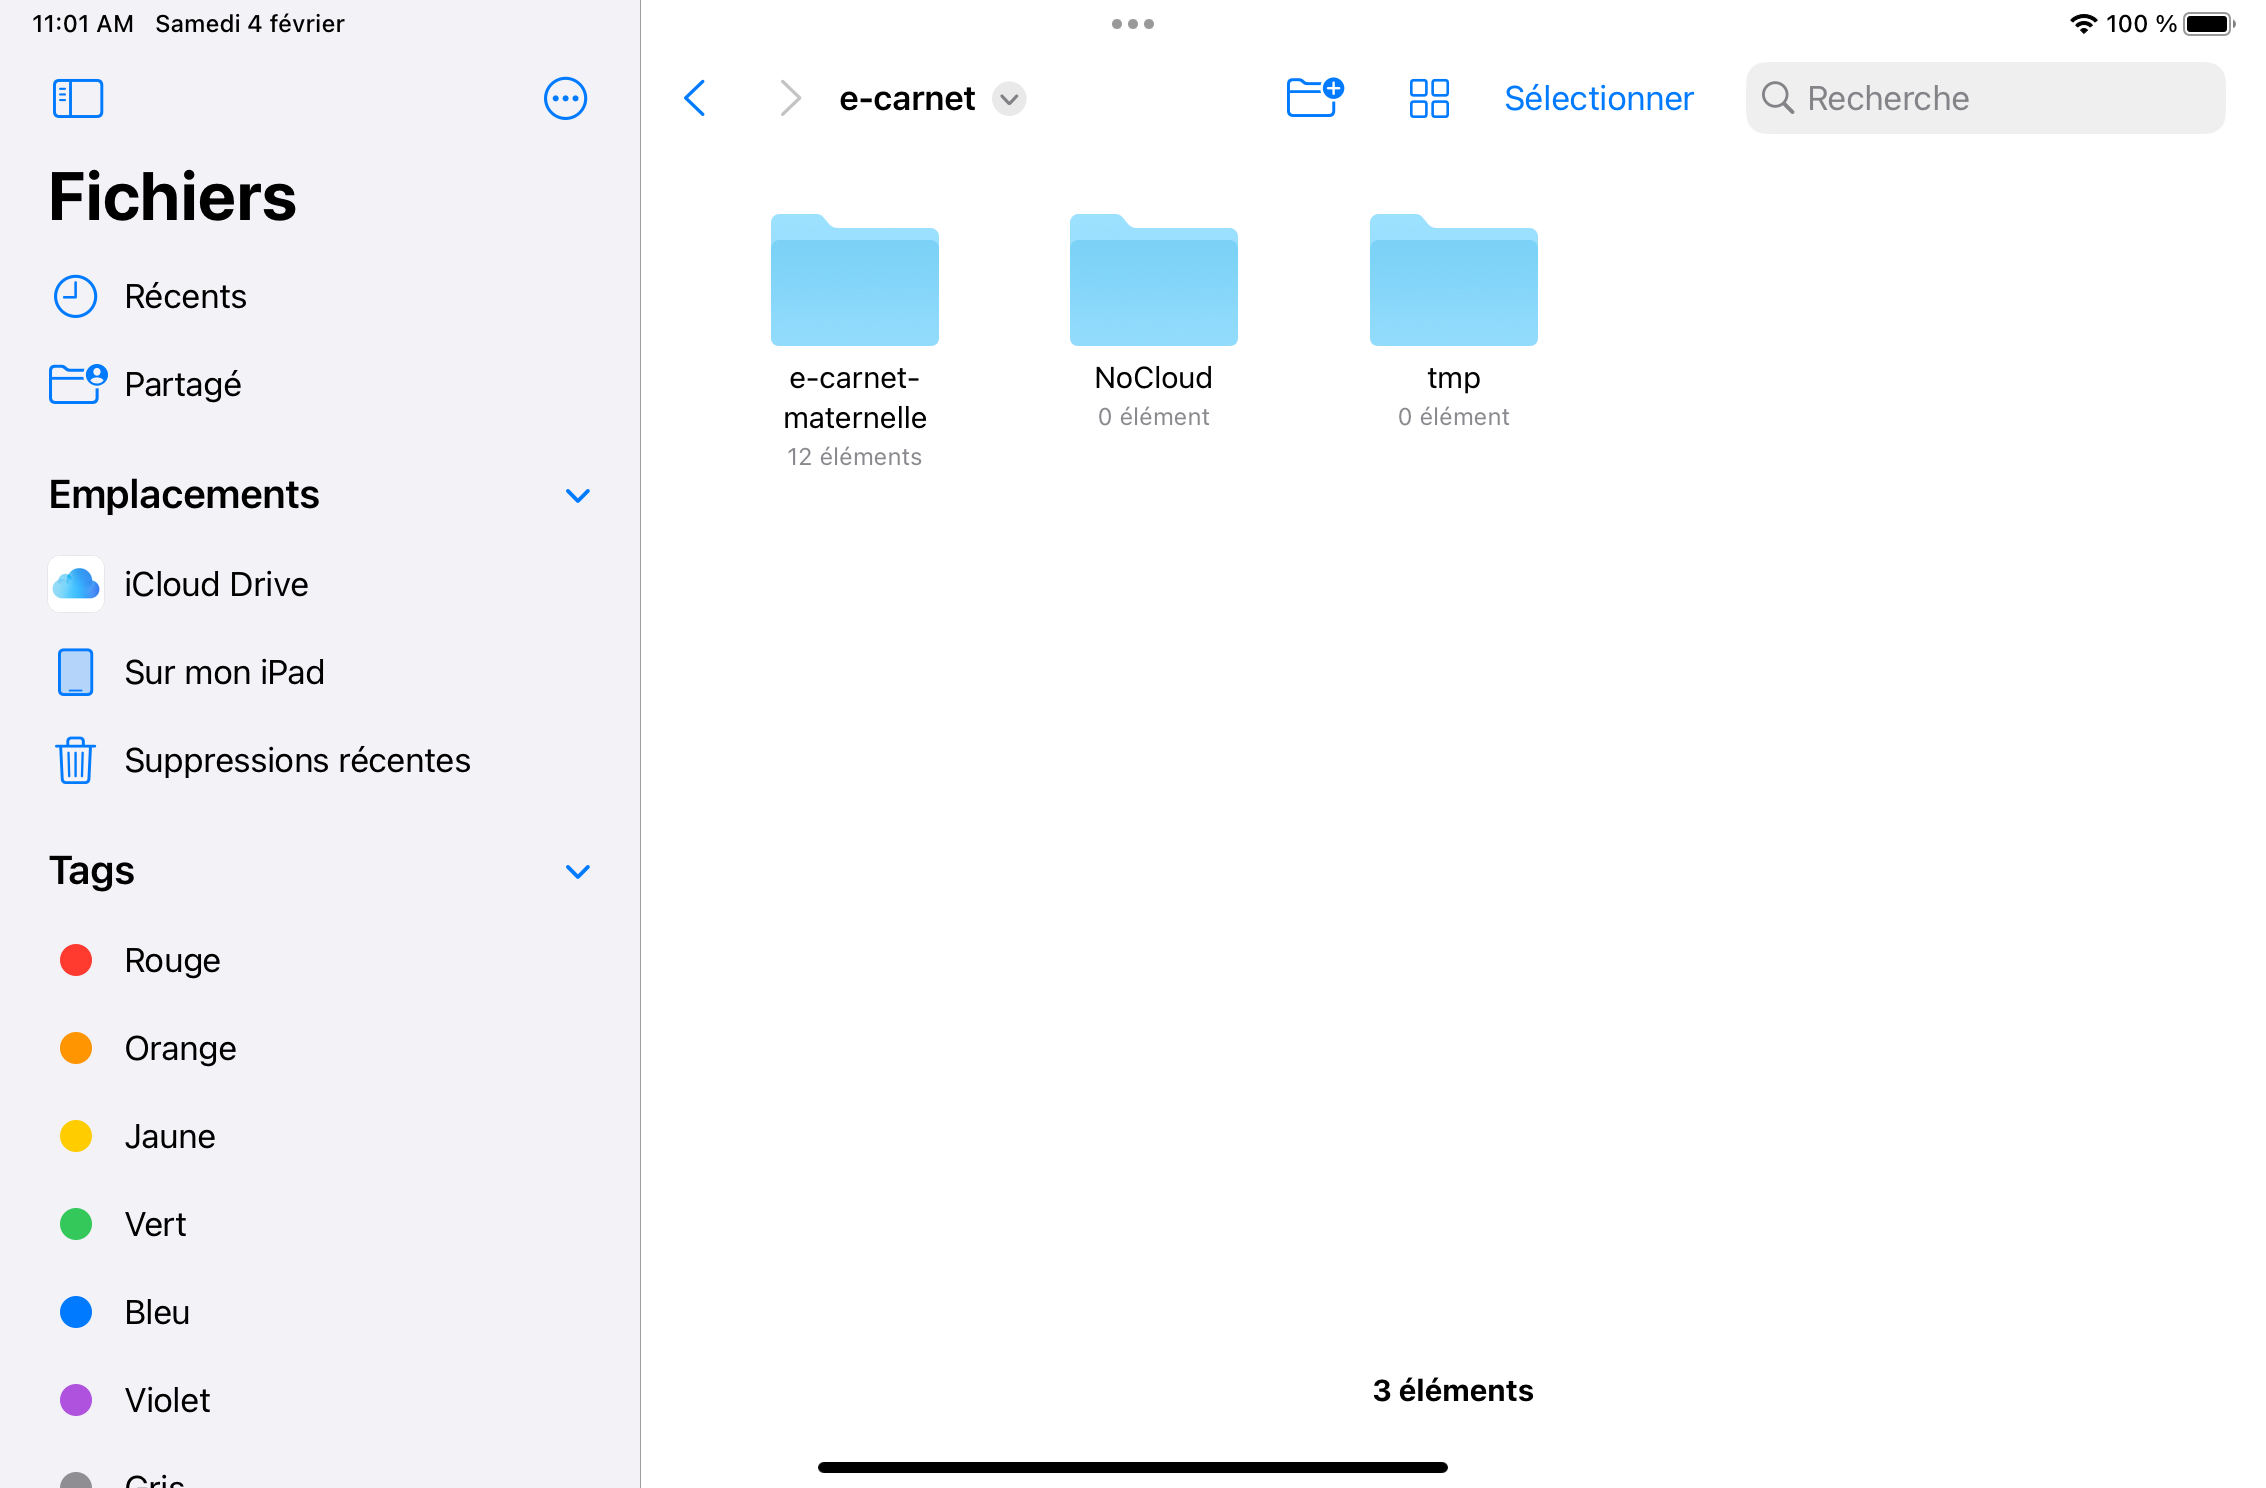 11:01 AM Samedi 4 février
100 %
Fichiers
Récents
Partagé
Emplacements
iCloud Drive
Sur mon iPad
Suppressions récentes
Tags
Rouge
Orange
Jaune
Vert
Bleu
Violet
Gris
e-carnet
Sélectionner
Recherche
e-carnet-
maternelle
12 éléments
NoCloud
0 élément
tmp
0 élément
3 éléments